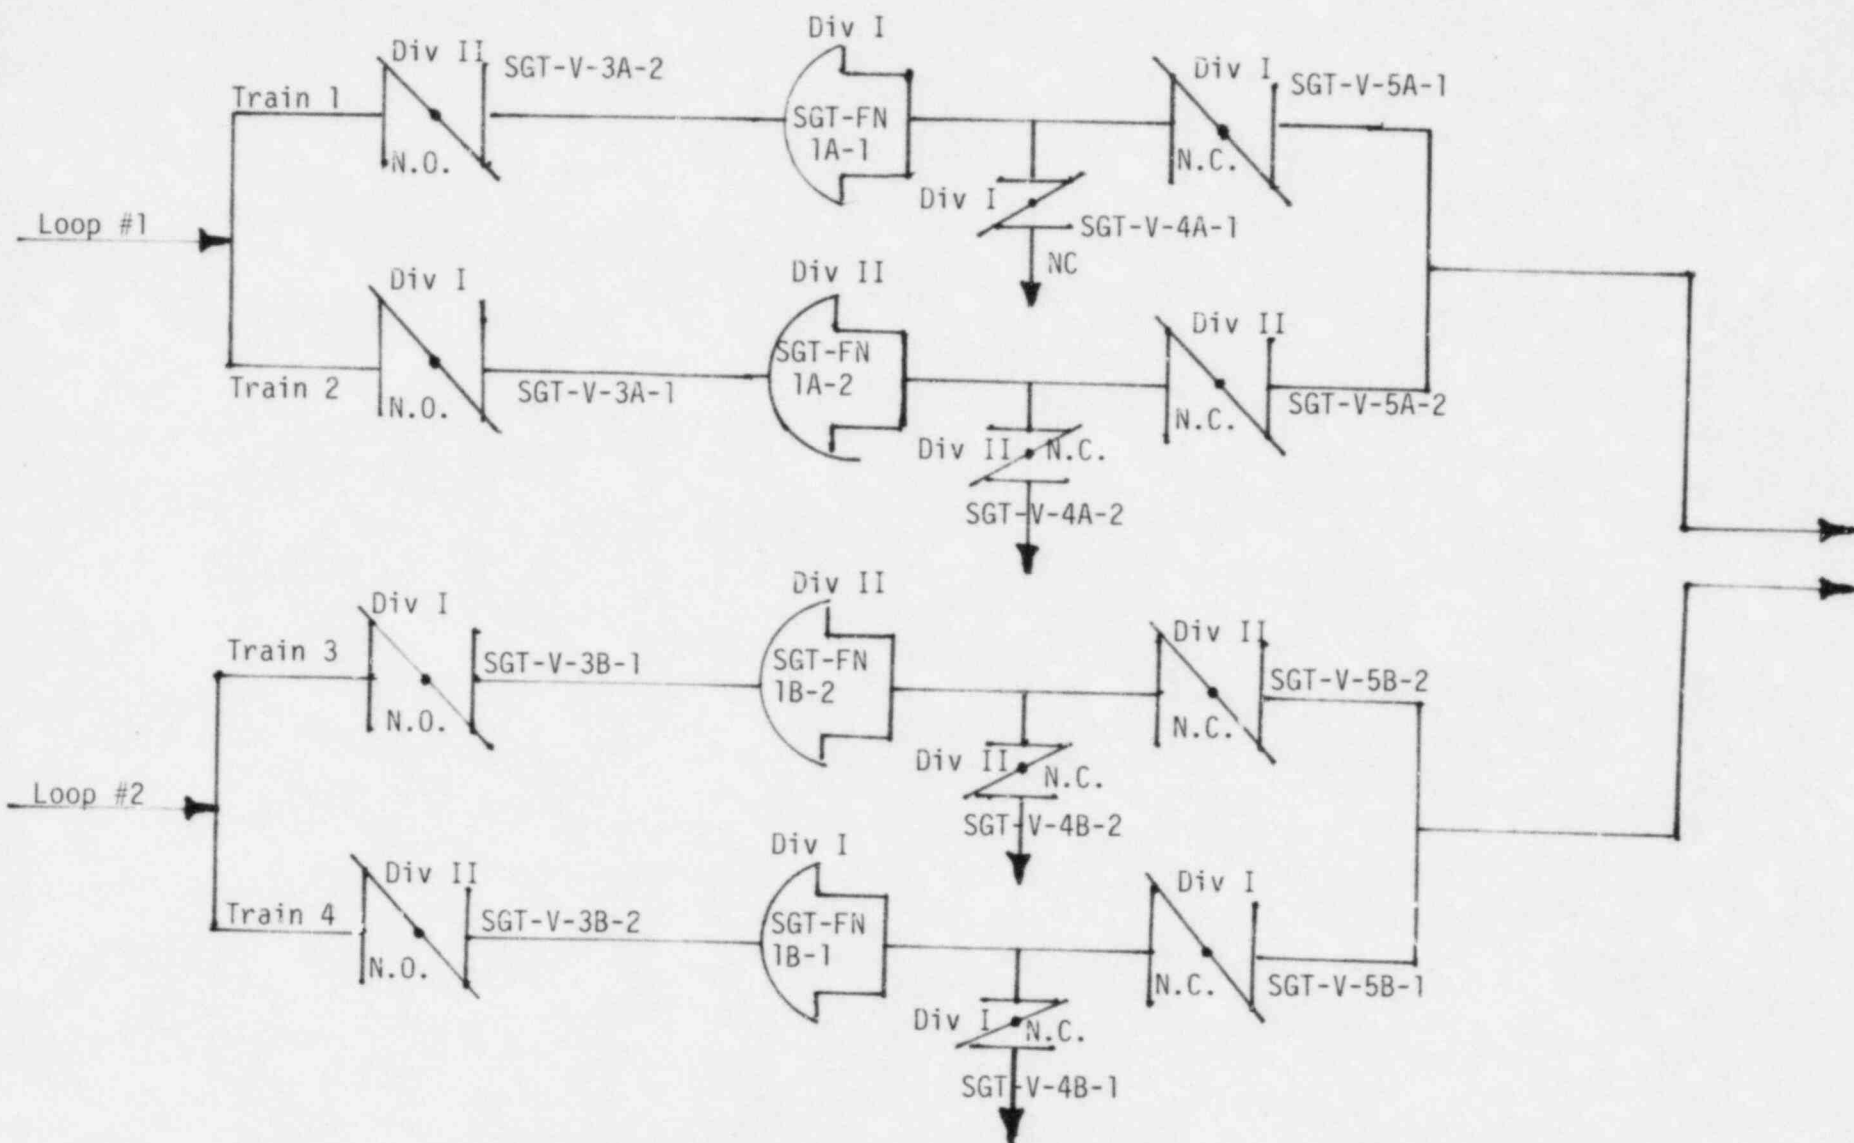 Div I
Div II
SGT-V-3A-2
Div I
SGT-V-5A-1
Train 1
SGT-FN
1A-1
N.O.
N.C.
Div I
SGT-V-4A-1
Loop #1
NC
Div I
Div II
Div II
SGT-FN
1A-2
Train 2
SGT-V-3A-1
SGT-V-5A-2
N.O.
N.C.
Div II
N.C.
SGT-V-4A-2
Div I
Div II
Div II
Train 3
SGT-V-3B-1
SGT-FN
1B-2
SGT-V-5B-2
N.O.
N.C.
Div II
N.C.
Loop #2
SGT-V-4B-2
Div I
Div II
Div I
Train 4
SGT-V-3B-2
SGT-FN
1B-1
N.O.
N.C.
SGT-V-5B-1
Div I
N.C.
SGT-V-4B-1